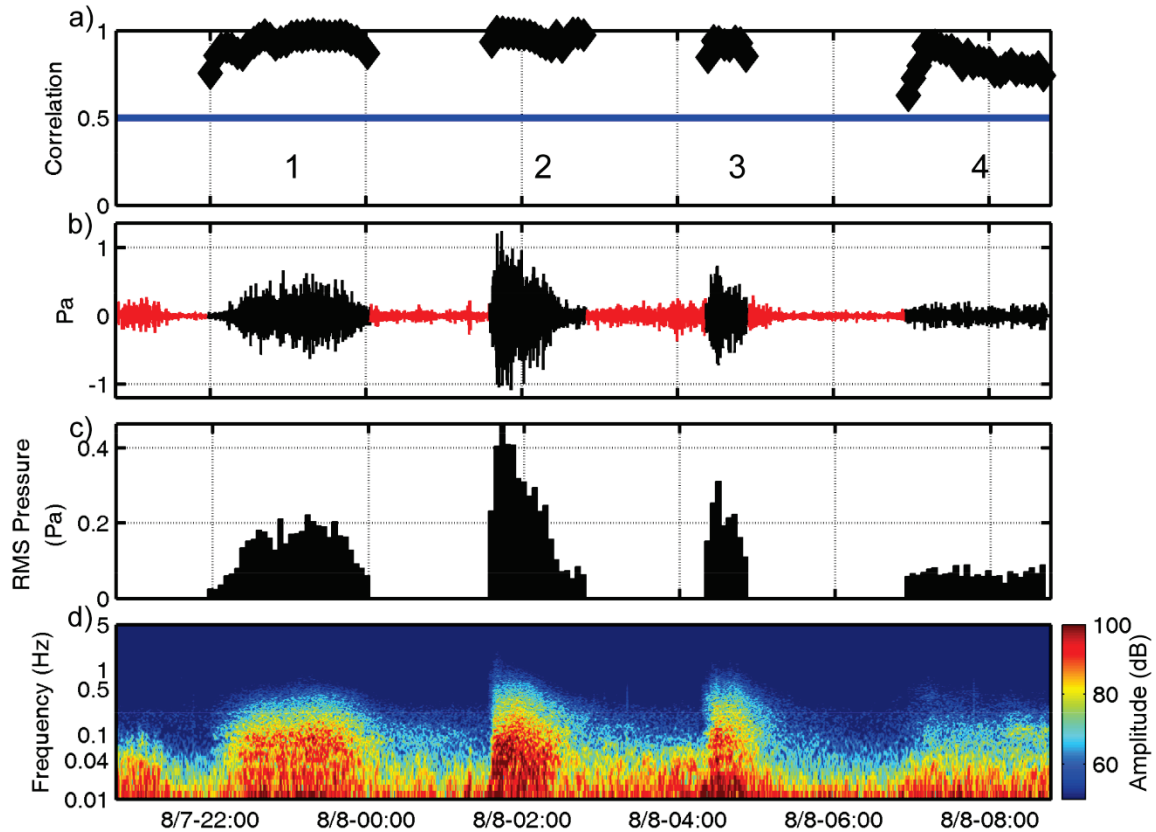 a)
1
0.5
0
Correlation
1
2
3
4
b)
1
0
-1
Pa
c)
0.4
0.2
0
RMS Pressure
(Pa)
d)
5
1
0.5
0.1
0.04
0.01
Frequency (Hz)
100
80
60
Amplitude (dB)
8/7-22:00 8/8-00:00 8/8-02:00 8/8-04:00 8/8-06:00 8/8-08:00